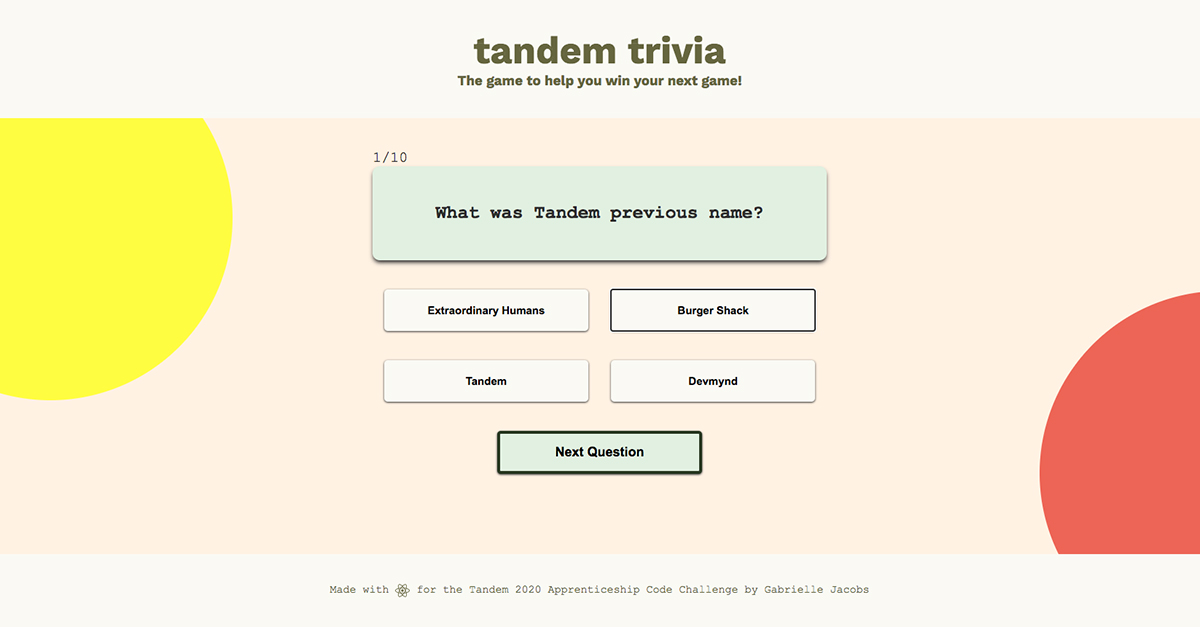 tandem trivia
The game to help you win your next game!
1/10
What was Tandem previous name?
Extraordinary Humans
Burger Shack
Tandem
Devmynd
Next Question
Made with for the Tandem 2020 Apprenticeship Code Challenge by Gabrielle Jacobs